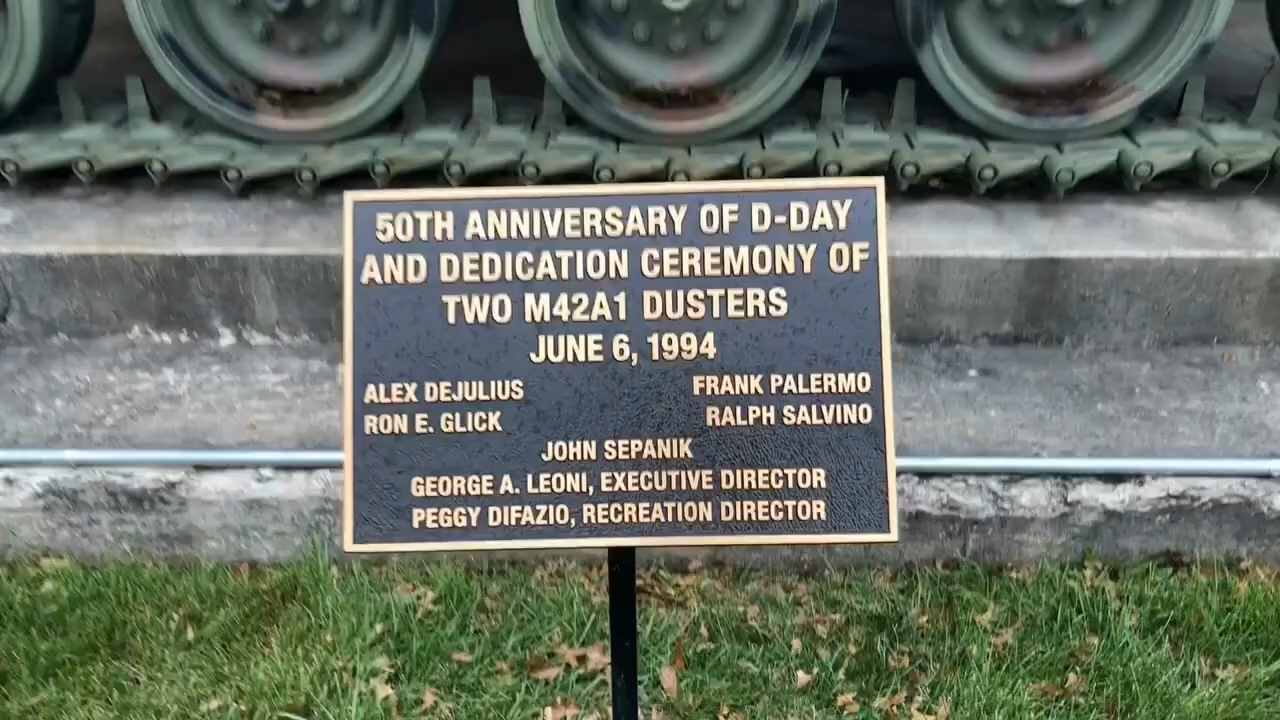 50TH ANNIVERSARY OF D-DAY
AND DEDICATION CEREMONY OF
TWO M42A1 DUSTERS
JUNE 6, 1994
ALEX DEJULIUS FRANK PALERMO
RON E. GLICK RALPH SALVINO
JOHN SEPANIK
GEORGE A. LEONI, EXECUTIVE DIRECTOR
PEGGY DIFAZIO, RECREATION DIRECTOR